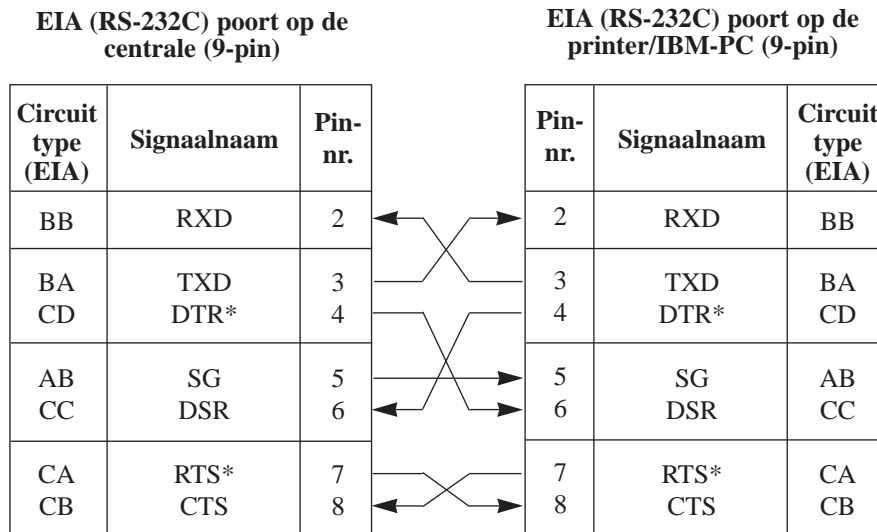 EIA (RS-232C) poort op de
centrale (9-pin)
EIA (RS-232C) poort op de
printer/IBM-PC (9-pin)
Circuit
type
(EIA)
Signaalnaam
Pin-
nr.
Pin-
nr.
Signaalnaam
Circuit
type
(EIA)
BB RXD 2 2 RXD BB
BA TXD 3 3 TXD BA
CD DTR* 4 4 DTR* CD
AB SG 5 5 SG AB
CC DSR 6 6 DSR CC
CA RTS* 7 7 RTS* CA
CB CTS 8 8 CTS CB